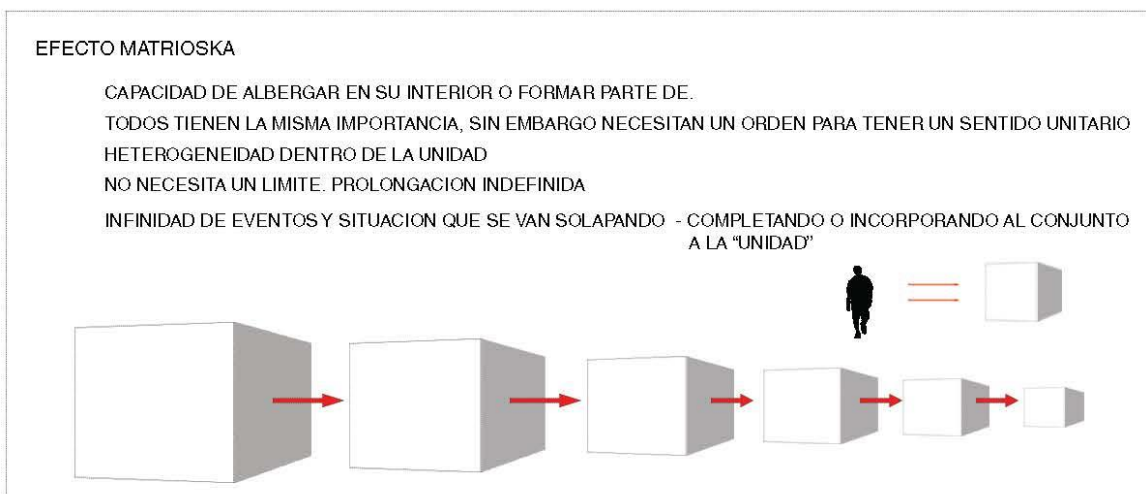 EFECTO MATRIOSKA
CAPACIDAD DE ALBERGAR EN SU INTERIOR O FORMAR PARTE DE.
TODOS TIENEN LA MISMA IMPORTANCIA, SIN EMBARGO NECESITAN UN ORDEN PARA TENER UN SENTIDO UNITARIO
HETEROGENEIDAD DENTRO DE LA UNIDAD
NO NECESITA UN LIMITE. PROLONGACION INDEFINIDA
INFINIDAD DE EVENTOS Y SITUACION QUE SE VAN SOLAPANDO - COMPLETANDO O INCORPORANDO AL CONJUNTO
A LA “UNIDAD”